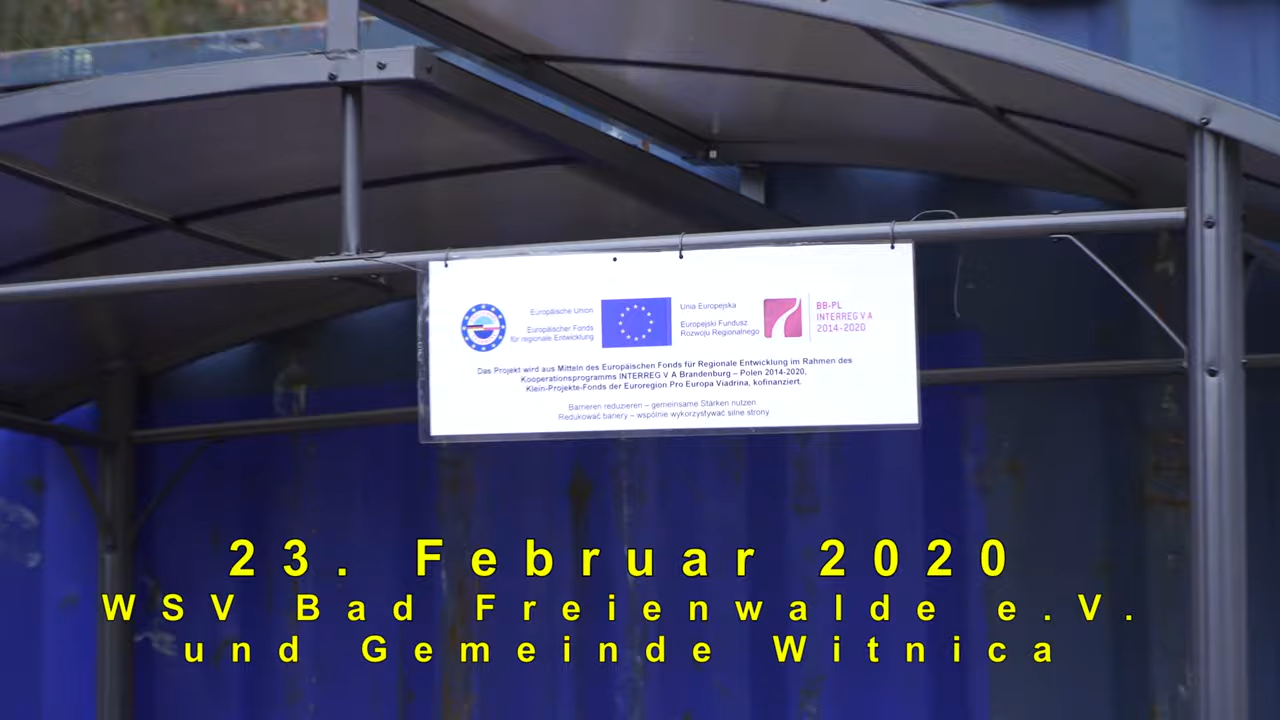 Europäische Union
Europäischer Fonds
für regionale Entwicklung
Unia Europejska
Europejski Fundusz
Rozwoju Regionalnego
BB-PL
INTERREG V A
2014-2020
Das Projekt wird aus Mitteln des Europäischen Fonds für Regionale Entwicklung im Rahmen des
Kooperationsprogramms INTERREG V A Brandenburg – Polen 2014-2020,
Klein-Projekte-Fonds der Euroregion Pro Europa Viadrina, kofinanziert.
Barrieren reduzieren – gemeinsame Stärken nutzen
Redukować bariery – wspólnie wykorzystywać silne strony
23. Februar 2020
WSV Bad Freienwalde e.V.
und Gemeinde Witnica